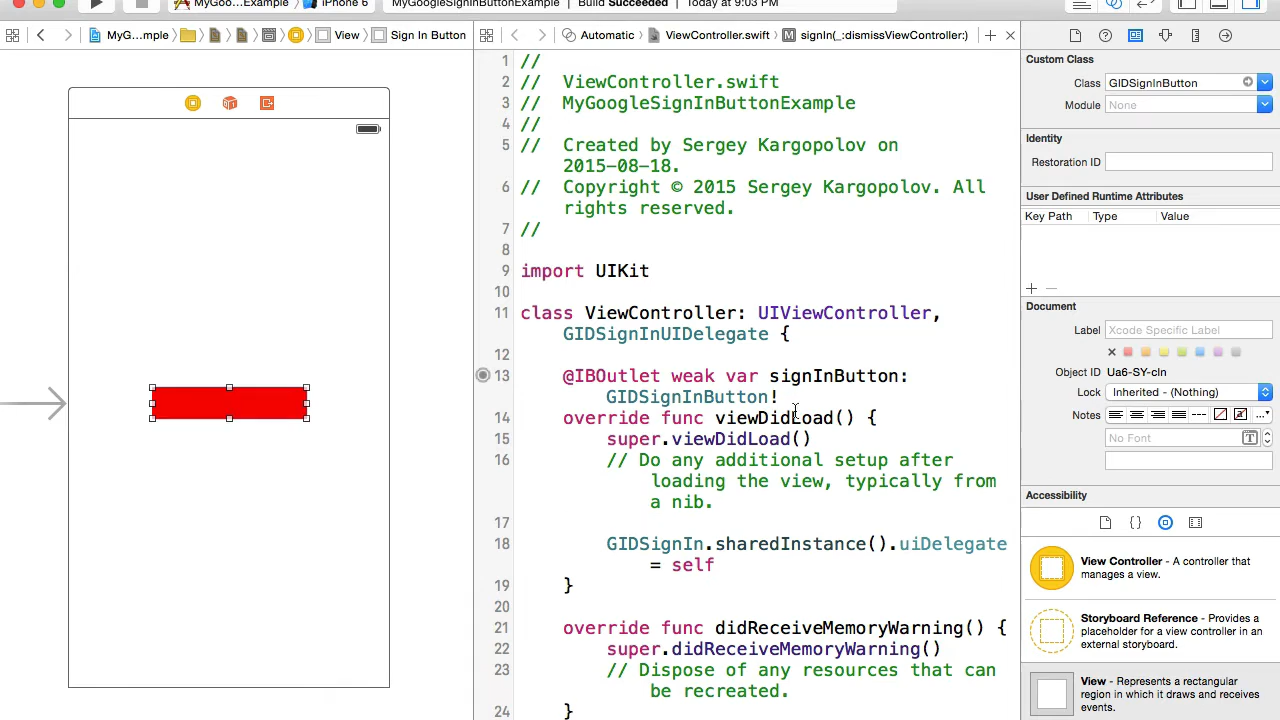 MyGoo...Example
iPhone 6
MyGoogleSignInButtonExample
Build Succeeded
Today at 9:03 PM
MyG...mple
View
Sign In Button
Automatic
ViewController.swift
M
signIn(_:dismissViewController:)
1 //
2 // ViewController.swift
3 // MyGoogleSignInButtonExample
4 //
5 // Created by Sergey Kargopolov on
2015-08-18.
6 // Copyright © 2015 Sergey Kargopolov. All
rights reserved.
7 //
8
9 import UIKit
10
11 class ViewController: UIViewController,
GIDSignInUIDelegate {
12
13 @IBOutlet weak var signInButton:
GIDSignInButton!
14 override func viewDidLoad() {
15 super.viewDidLoad()
16 // Do any additional setup after
loading the view, typically from
a nib.
17
18 GIDSignIn.sharedInstance().uiDelegate
= self
19 }
20
21 override func didReceiveMemoryWarning() {
22 super.didReceiveMemoryWarning()
23 // Dispose of any resources that can
be recreated.
24 }
Custom Class
Class GIDSignInButton
Module None
Identity
Restoration ID
User Defined Runtime Attributes
Key Path Type Value
Document
Label Xcode Specific Label
Object ID Ua6-SY-cln
Lock Inherited - (Nothing)
Notes
No Font
Accessibility
View Controller - A controller that
manages a view.
Storyboard Reference - Provides a
placeholder for a view controller in an
external storyboard.
View - Represents a rectangular
region in which it draws and receives
events.